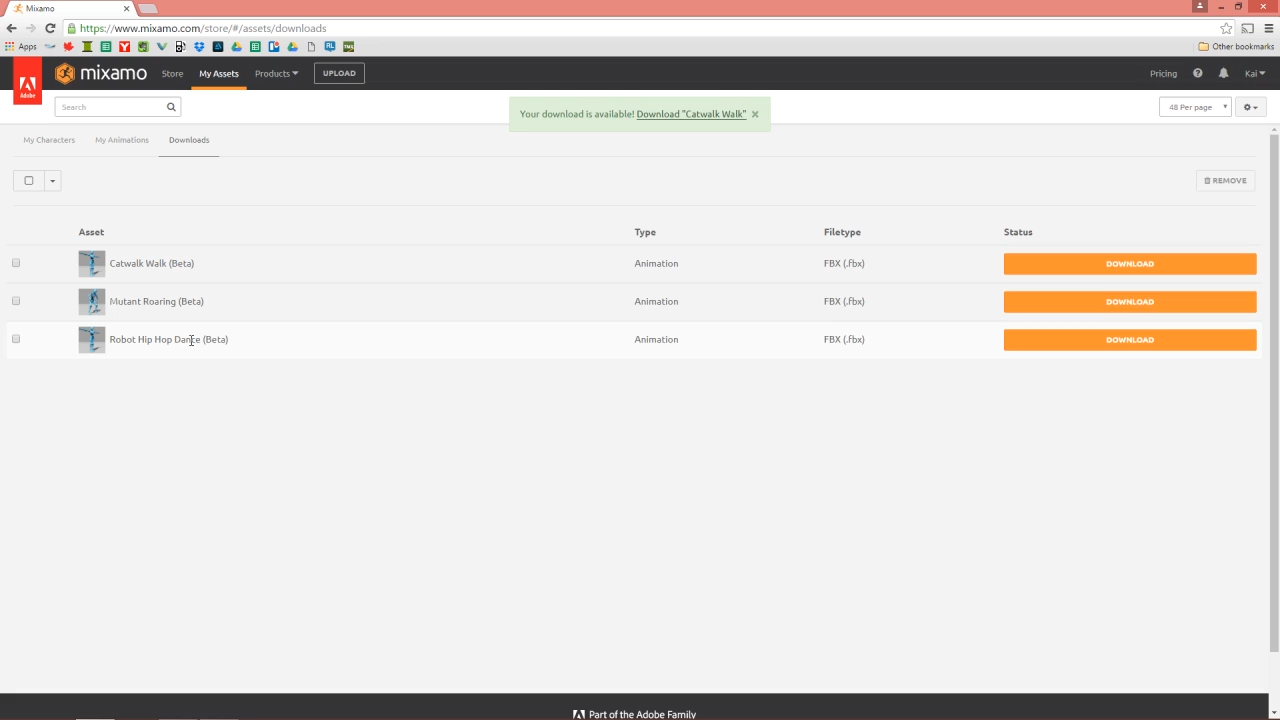 Mixamo
https://www.mixamo.com/store/#/assets/downloads
Apps
Other bookmarks
Adobe
mixamo
Store
My Assets
Products
UPLOAD
Pricing
Kai
Search
Your download is available! Download "Catwalk Walk"
48 Per page
My Characters
My Animations
Downloads
REMOVE
Asset Type Filetype Status
Catwalk Walk (Beta) Animation FBX (.fbx) DOWNLOAD
Mutant Roaring (Beta) Animation FBX (.fbx) DOWNLOAD
Robot Hip Hop Dance (Beta) Animation FBX (.fbx) DOWNLOAD
Part of the Adobe Family